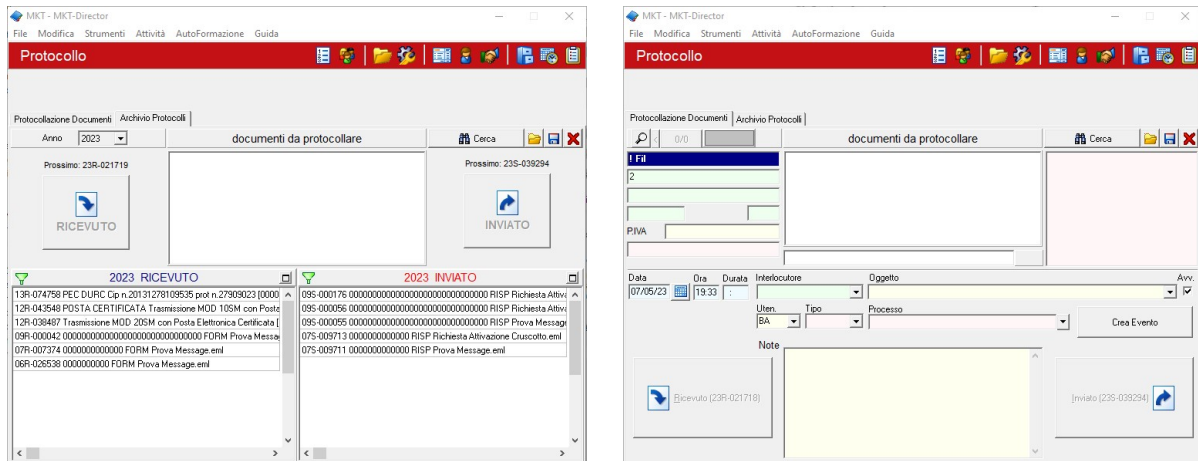 MKT - MKT-Director
File Modifica Strumenti Attività AutoFormazione Guida
Protocollo
Protocollazione Documenti Archivio Protocolli
Anno 2023 documenti da protocollare Cerca
Prossimo: 23R-021719 Prossimo: 23S-039294
RICEVUTO INVIATO
2023 RICEVUTO 2023 INVIATO
13R-074758 PEC DURC Cip n.20131278109535 prot n.27909023 [0000 09S-000176 0000000000000000000000000000 RISP Richiesta Attiva
12R-043548 POSTA CERTIFICATA Trasmissione MOD 10SM con Posta 09S-000056 0000000000000000000000000000 RISP Richiesta Attiva
12R-038487 Trasmissione MOD 20SM con Posta Elettronica Certificata [ 09S-000055 0000000000000000000000000000 RISP Prova Messag
09R-000042 0000000000000000000000000000 FORM Prova Messa 07S-009713 0000000000000 RISP Richiesta Attivazione Cruscotto.eml
07R-007374 0000000000000 FORM Prova Message.eml 07S-009711 0000000000000 RISP Prova Message.eml
06R-026538 0000000000 FORM Prova Message.eml
MKT - MKT-Director
File Modifica Strumenti Attività AutoFormazione Guida
Protocollo
Protocollazione Documenti Archivio Protocolli
0/0 documenti da protocollare Cerca
! Fil
2
P.IVA
Data Ora Durata Interlocutore Oggetto Avv.
07/05/23 19:33 :
Uten. Tipo Processo
BA Crea Evento
Note
Ricevuto (23R-021718) Inviato (23S-039294)